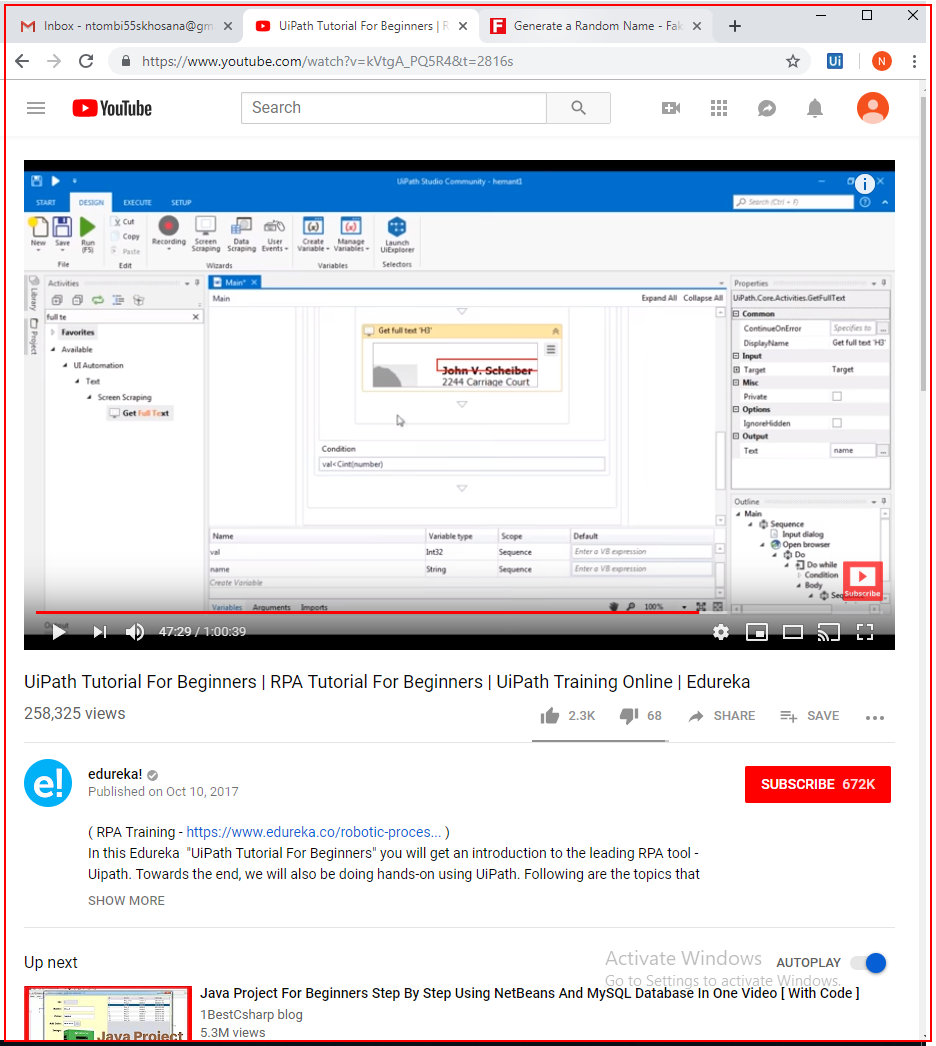 Inbox - ntombi55skhosana@gm
UiPath Tutorial For Beginners | R
Generate a Random Name - Fak
https://www.youtube.com/watch?v=kVtgA_PQ5R4&t=2816s
Ui
N
YouTube
Search
UiPath Studio Community - hemant1
START DESIGN EXECUTE SETUP
Search (Ctrl + F)
New Save Run (F5)
Cut
Copy
Paste
Recording Screen Scraping Data Scraping User Events
Create Variable Manage Variables
Launch UiExplorer
File Edit Wizards Variables Selectors
Library
Project
Activities
full te
Favorites
Available
UI Automation
Text
Screen Scraping
Get Full Text
Main*
Main
Expand All Collapse All
Get full text 'H3'
John V. Scheiber
2244 Carriage Court
Condition
val<Cint(number)
Name Variable type Scope Default
val Int32 Sequence Enter a VB expression
name String Sequence Enter a VB expression
Create Variable
Variables Arguments Imports
100%
Properties
UiPath.Core.Activities.GetFullText
Common
ContinueOnError Specifies to ...
DisplayName Get full text 'H3'
Input
Target Target
Misc
Private
Options
IgnoreHidden
Output
Text name ...
Outline
Main
Sequence
Input dialog
Open browser
Do
Do while
Condition
Body
Seq
Subscribe
47:29 / 1:00:39
UiPath Tutorial For Beginners | RPA Tutorial For Beginners | UiPath Training Online | Edureka
258,325 views
2.3K 68 SHARE SAVE
e!
edureka!
Published on Oct 10, 2017
SUBSCRIBE 672K
( RPA Training - https://www.edureka.co/robotic-proces... )
In this Edureka "UiPath Tutorial For Beginners" you will get an introduction to the leading RPA tool -
Uipath. Towards the end, we will also be doing hands-on using UiPath. Following are the topics that
SHOW MORE
Up next
Activate Windows
AUTOPLAY
Go to Settings to activate Windows.
Java Project For Beginners Step By Step Using NetBeans And MySQL Database In One Video [ With Code ]
1BestCsharp blog
5.3M views
Java Project